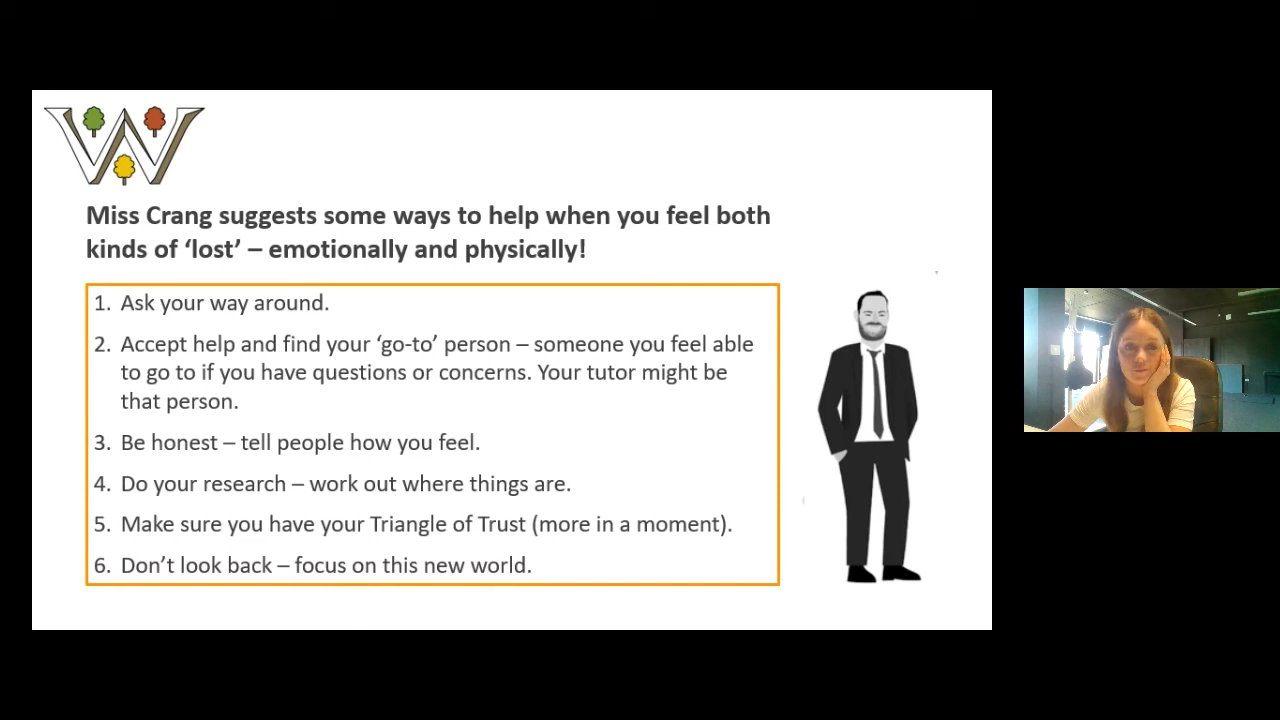 W
Miss Crang suggests some ways to help when you feel both
kinds of ‘lost’ – emotionally and physically!
1. Ask your way around.
2. Accept help and find your ‘go-to’ person – someone you feel able
to go to if you have questions or concerns. Your tutor might be
that person.
3. Be honest – tell people how you feel.
4. Do your research – work out where things are.
5. Make sure you have your Triangle of Trust (more in a moment).
6. Don’t look back – focus on this new world.